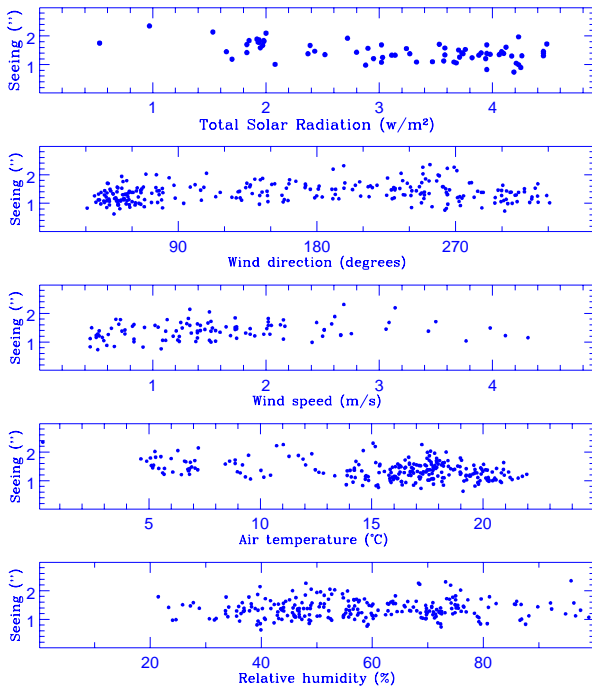 Seeing (")
2
1
1 2 3 4
Total Solar Radiation (w/m²)
Seeing (")
2
1
90 180 270
Wind direction (degrees)
Seeing (")
2
1
1 2 3 4
Wind speed (m/s)
Seeing (")
2
1
5 10 15 20
Air temperature (°C)
Seeing (")
2
1
20 40 60 80
Relative humidity (%)